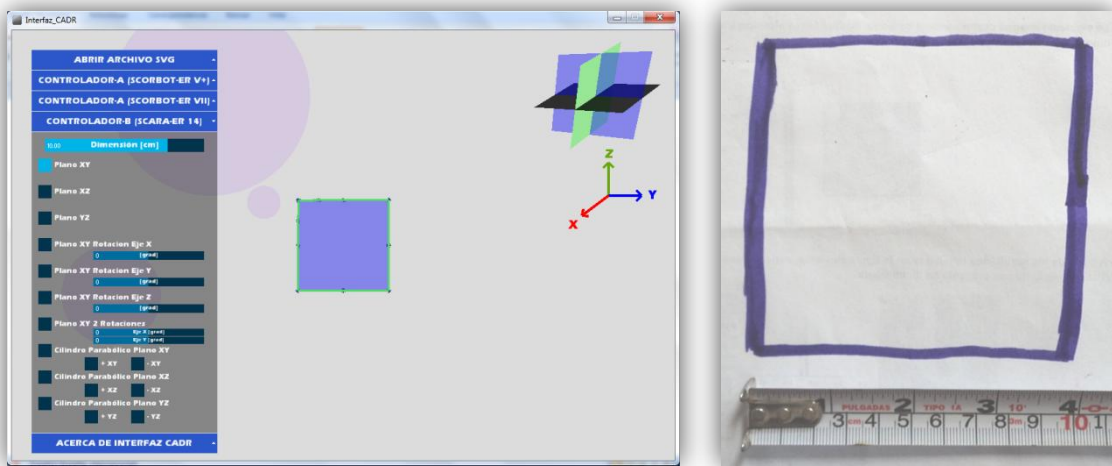 Interfaz_CADR
ABRIR ARCHIVO SVG
CONTROLADOR-A (SCORBOT-ER V+)
CONTROLADOR-A (SCORBOT-ER VII)
CONTROLADOR-B (SCARA-ER 14)
10.00 Dimensión [cm]
Plano XY
Plano XZ
Plano YZ
Plano XY Rotacion Eje X
0 [grad]
Plano XY Rotacion Eje Y
0 [grad]
Plano XY Rotacion Eje Z
0 [grad]
Plano XY 2 Rotaciones
0 Eje X [grad]
0 Eje Y [grad]
Cilindro Parabólico Plano XY
+ XY - XY
Cilindro Parabólico Plano XZ
+ XZ - XZ
Cilindro Parabólico Plano YZ
+ YZ - YZ
ACERCA DE INTERFAZ CADR
Z
Y
X
PULGADAS 2 TIPO 1A 3 10' 4
3 cm 4 5 6 7 8 9 10 1